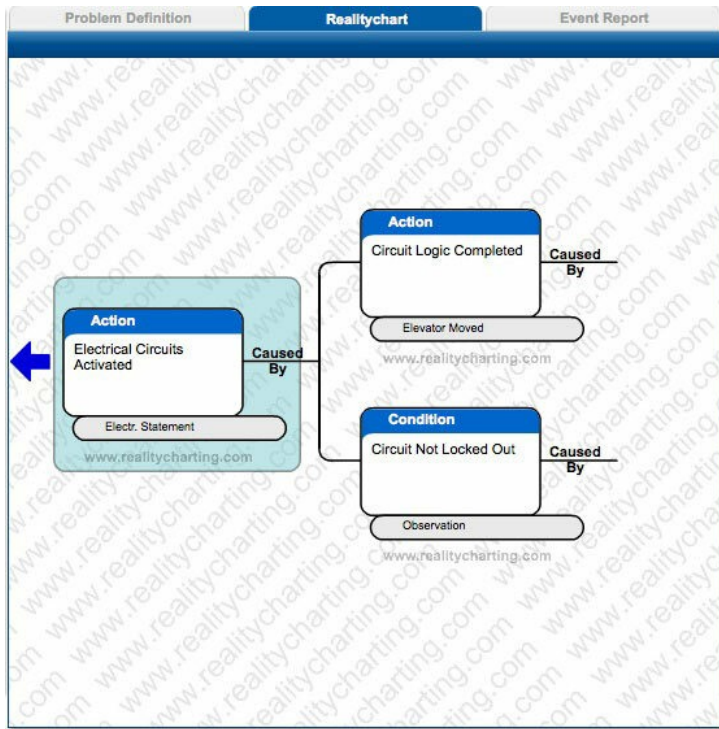 Problem Definition
Realitychart
Event Report
Action
Circuit Logic Completed
Caused
By
Elevator Moved
www.realitycharting.com
Action
Electrical Circuits
Activated
Caused
By
Electr. Statement
www.realitycharting.com
Condition
Circuit Not Locked Out
Caused
By
Observation
www.realitycharting.com